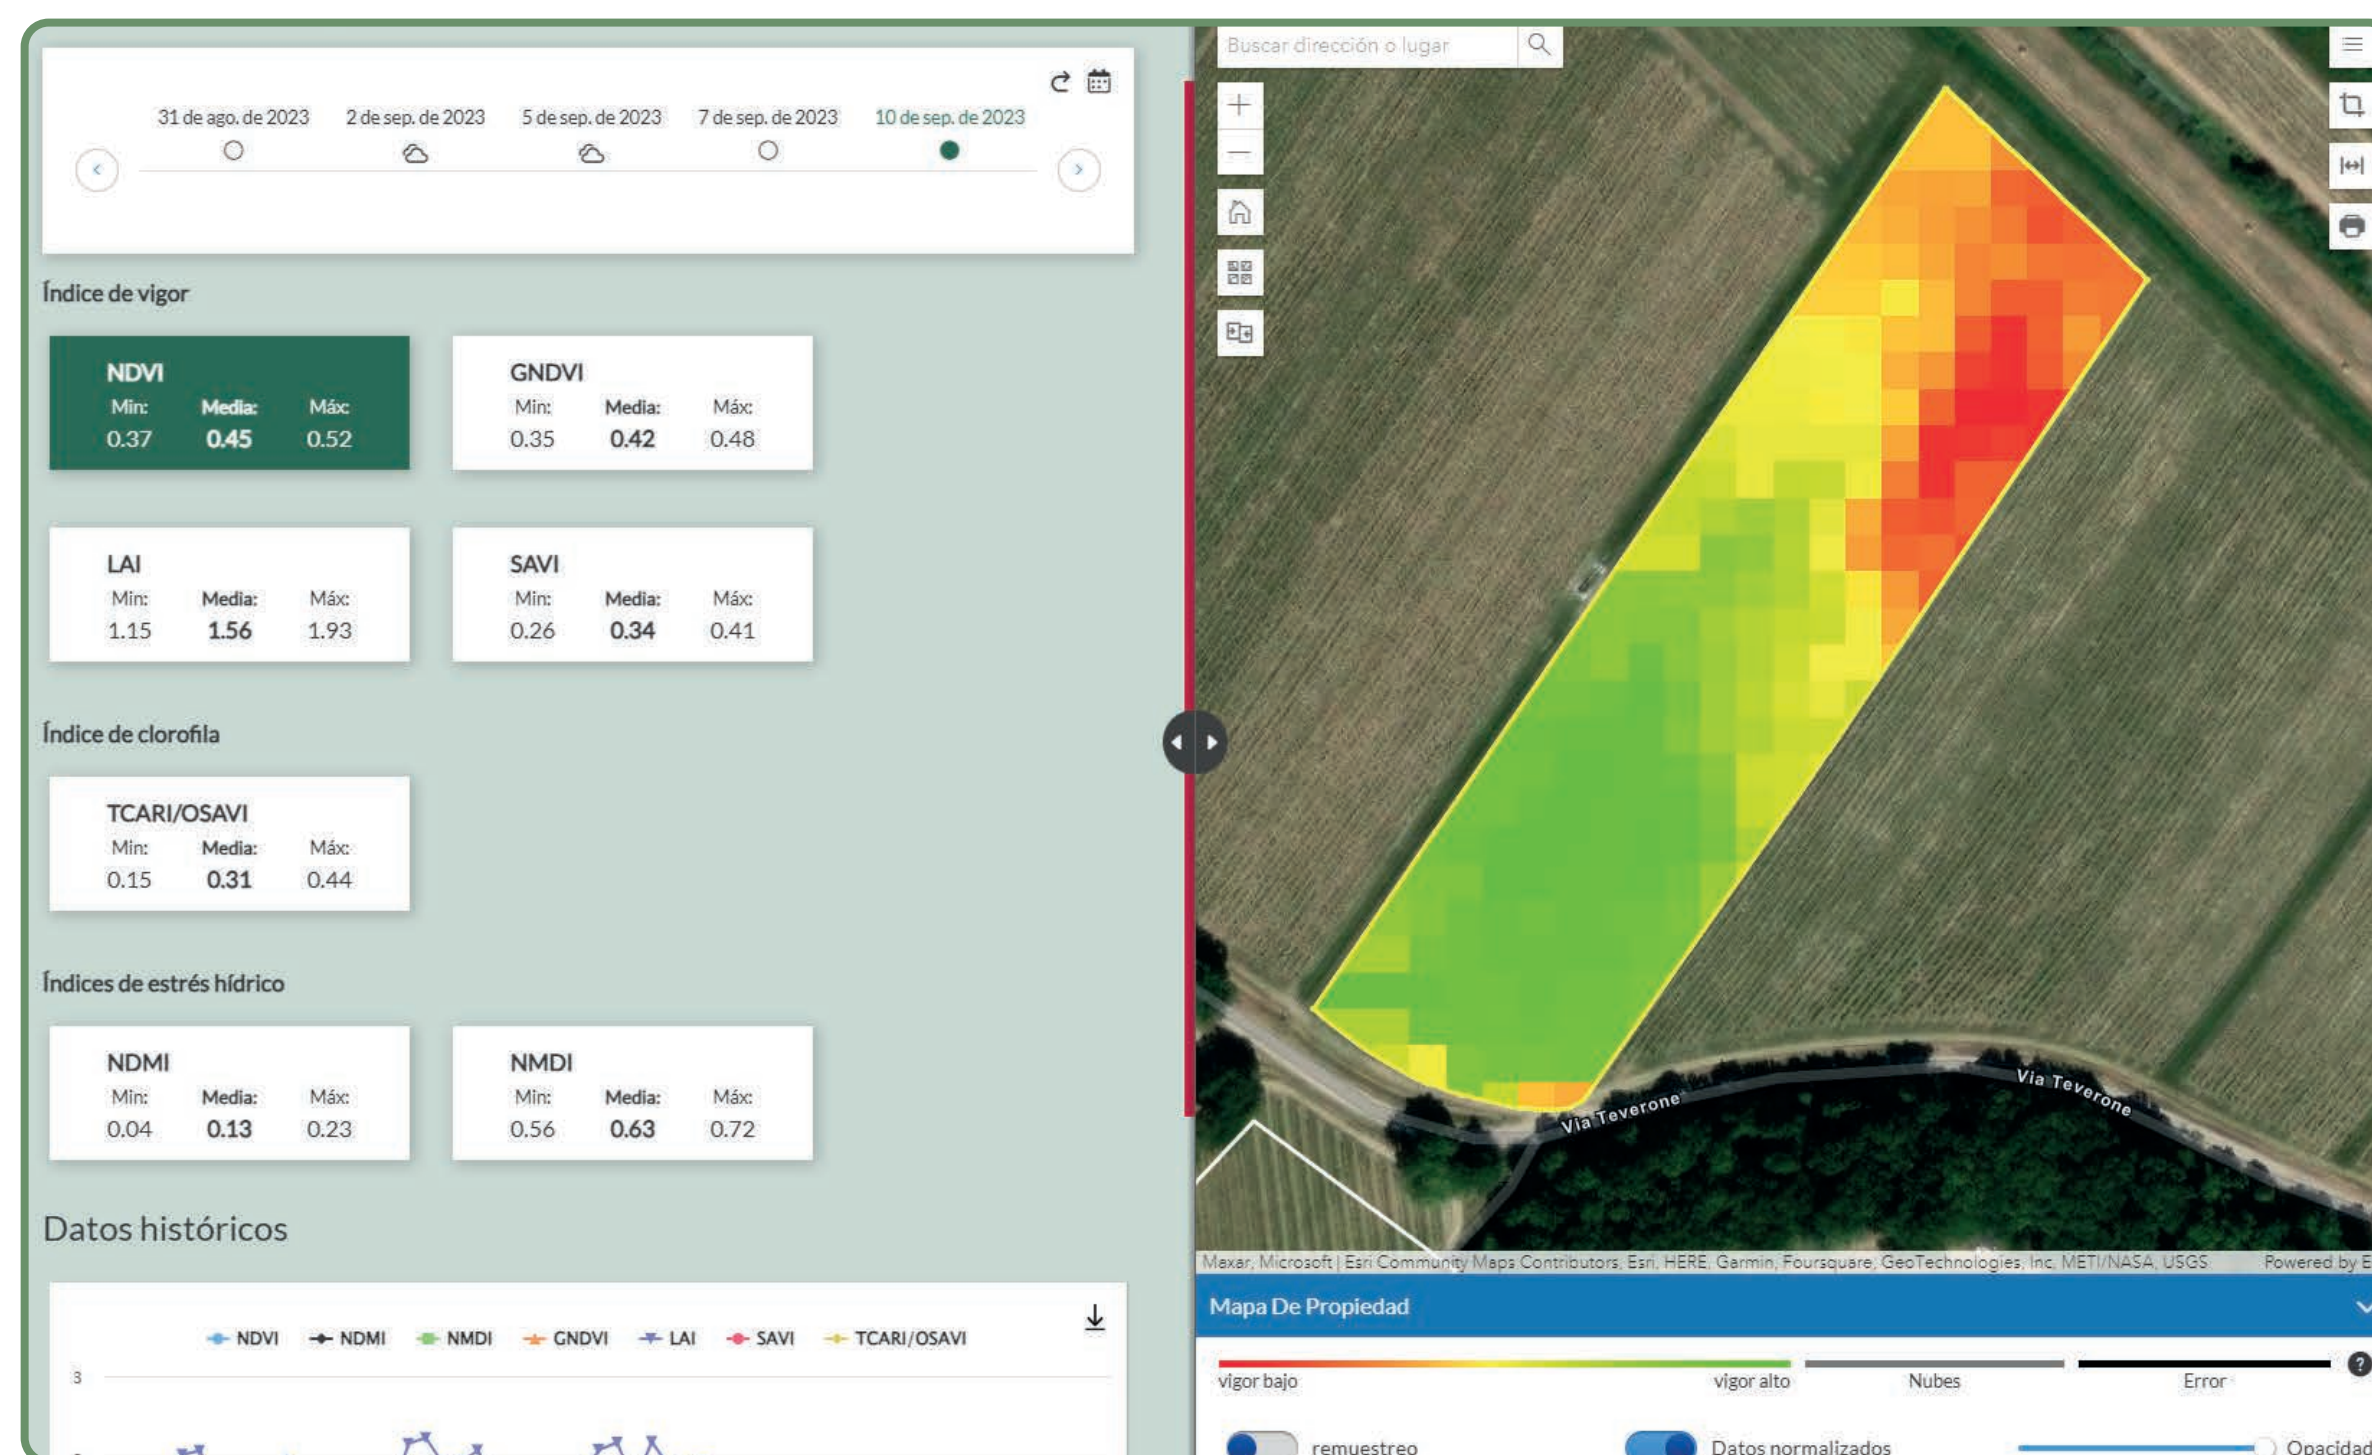 31 de ago. de 2023 2 de sep. de 2023 5 de sep. de 2023 7 de sep. de 2023 10 de sep. de 2023
Índice de vigor
NDVI
Min: Media: Máx:
0.37 0.45 0.52
GNDVI
Min: Media: Máx:
0.35 0.42 0.48
LAI
Min: Media: Máx:
1.15 1.56 1.93
SAVI
Min: Media: Máx:
0.26 0.34 0.41
Índice de clorofila
TCARI/OSAVI
Min: Media: Máx:
0.15 0.31 0.44
Índices de estrés hídrico
NDMI
Min: Media: Máx:
0.04 0.13 0.23
NMDI
Min: Media: Máx:
0.56 0.63 0.72
Datos históricos
NDVI NDMI NMDI GNDVI LAI SAVI TCARI/OSAVI
3
Buscar dirección o lugar
Via Teverone
Via Teverone
Maxar, Microsoft | Esri Community Maps Contributors, Esri, HERE, Garmin, Foursquare, GeoTechnologies, Inc, METI/NASA, USGS Powered by E
Mapa De Propiedad
vigor bajo vigor alto Nubes Error
remuestreo Datos normalizados Opacidad